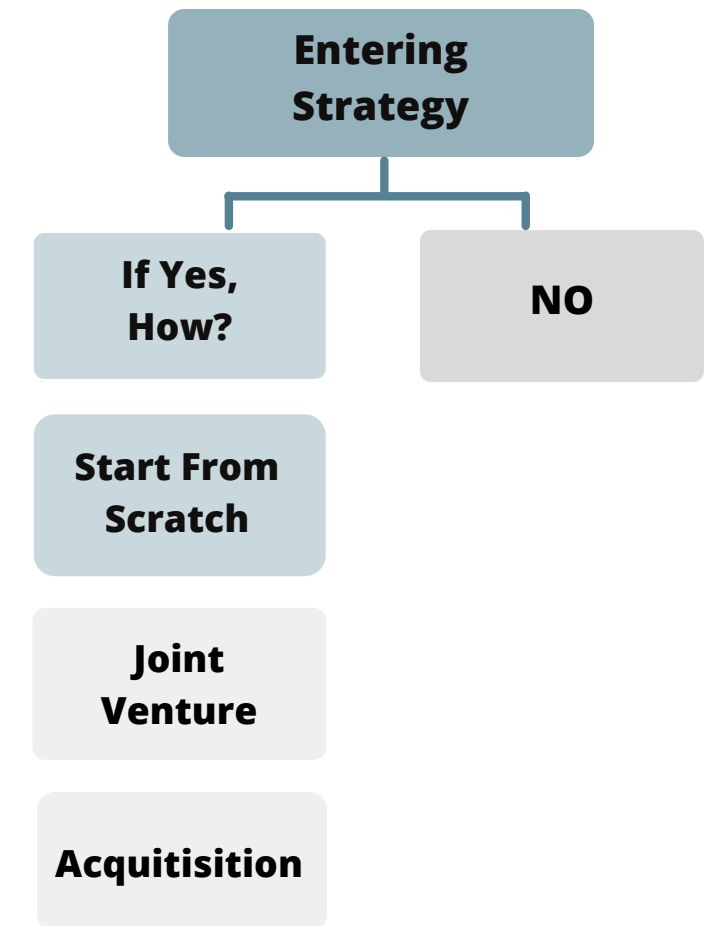 Entering
Strategy
If Yes,
How?
NO
Start From
Scratch
Joint
Venture
Acquitisition